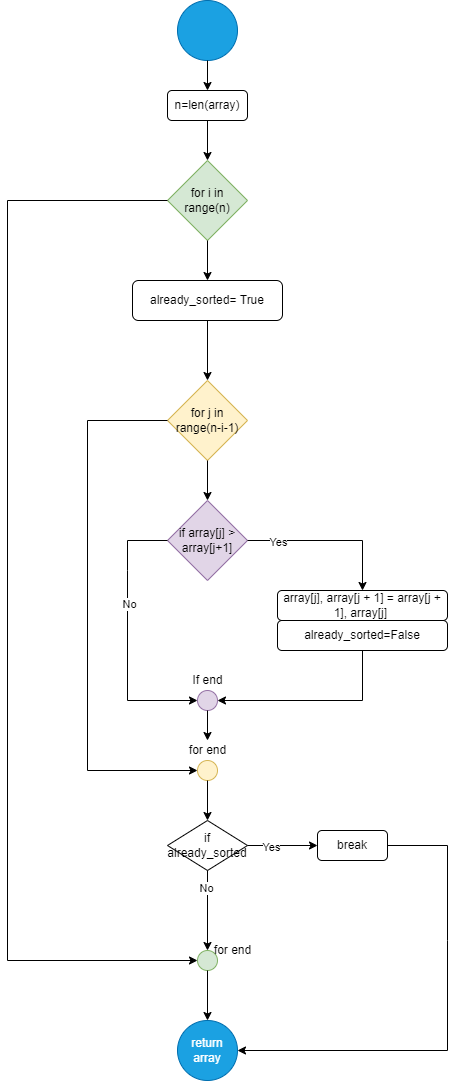 n=len(array)
for i in
range(n)
already_sorted= True
for j in
range(n-i-1)
if array[j] >
array[j+1]
Yes
array[j], array[j + 1] = array[j +
1], array[j]
No
already_sorted=False
If end
for end
if
already_sorted
Yes
break
No
for end
return
array